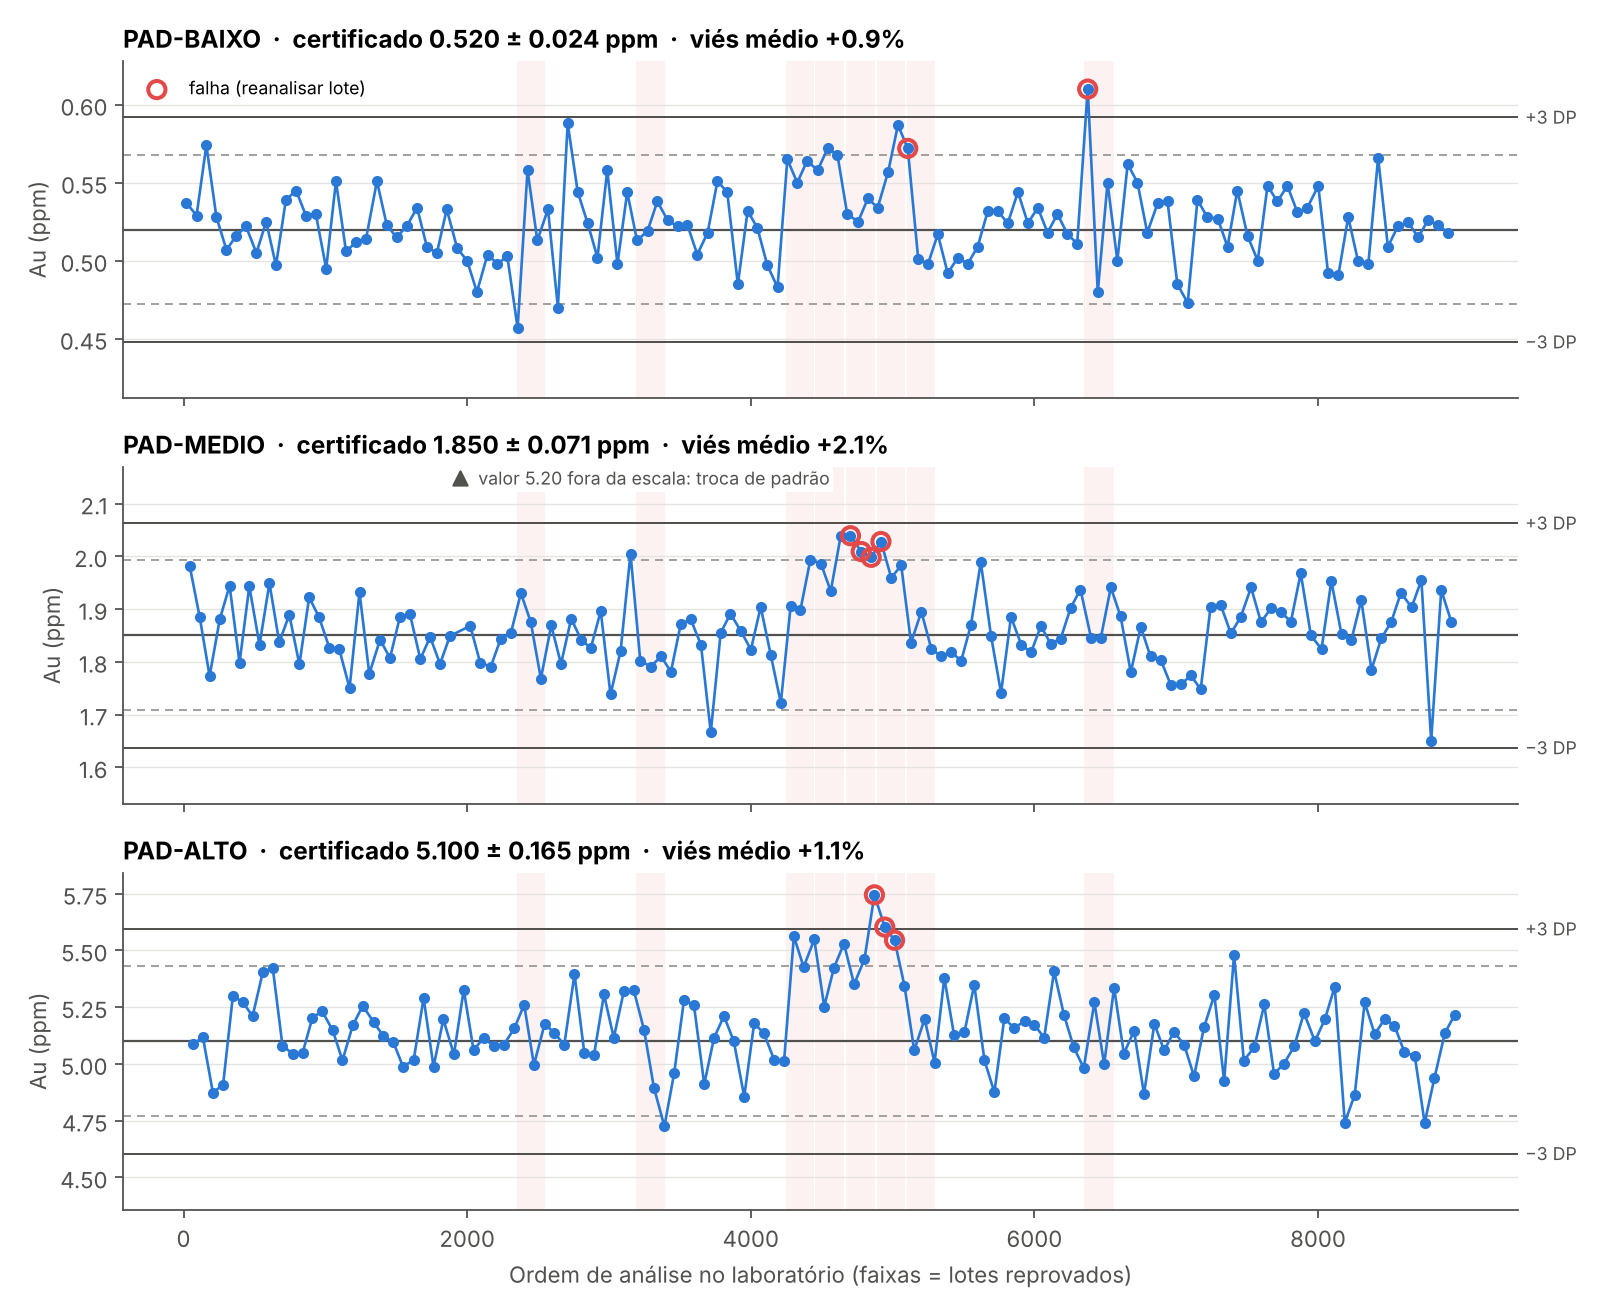 PAD-BAIXO · certificado 0.520 ± 0.024 ppm · viés médio +0.9%
falha (reanalisar lote)
0.60
0.55
0.50
0.45
Au (ppm)
+3 DP
−3 DP
PAD-MEDIO · certificado 1.850 ± 0.071 ppm · viés médio +2.1%
▲ valor 5.20 fora da escala: troca de padrão
2.1
2.0
1.9
1.8
1.7
1.6
Au (ppm)
+3 DP
−3 DP
PAD-ALTO · certificado 5.100 ± 0.165 ppm · viés médio +1.1%
5.75
5.50
5.25
5.00
4.75
4.50
Au (ppm)
+3 DP
−3 DP
0 2000 4000 6000 8000
Ordem de análise no laboratório (faixas = lotes reprovados)